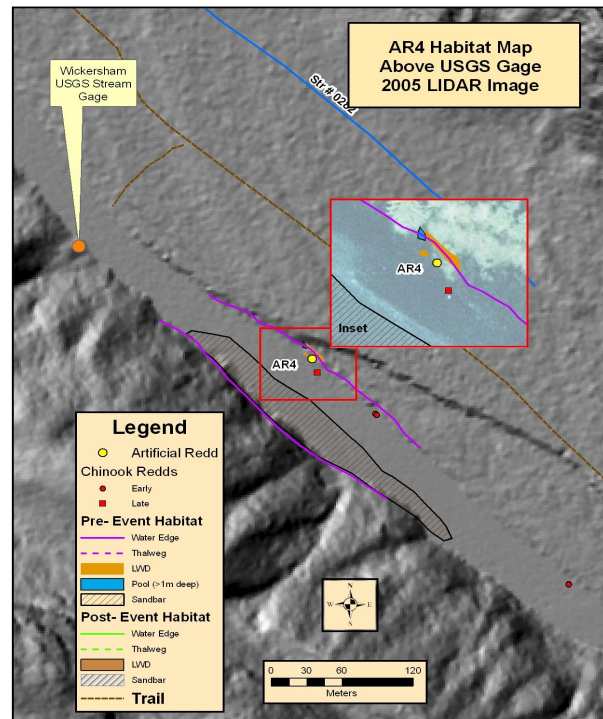 AR4 Habitat Map
Above USGS Gage
2005 LIDAR Image
Wickersham
USGS Stream
Gage
Str # 0202
AR4
Inset
AR4
Legend
Artificial Redd
Chinook Redds
Early
Late
Pre- Event Habitat
Water Edge
Thalweg
LWD
Pool (>1m deep)
Sandbar
Post- Event Habitat
Water Edge
Thalweg
LWD
Sandbar
Trail
N
W E
S
0 30 60 120
Meters